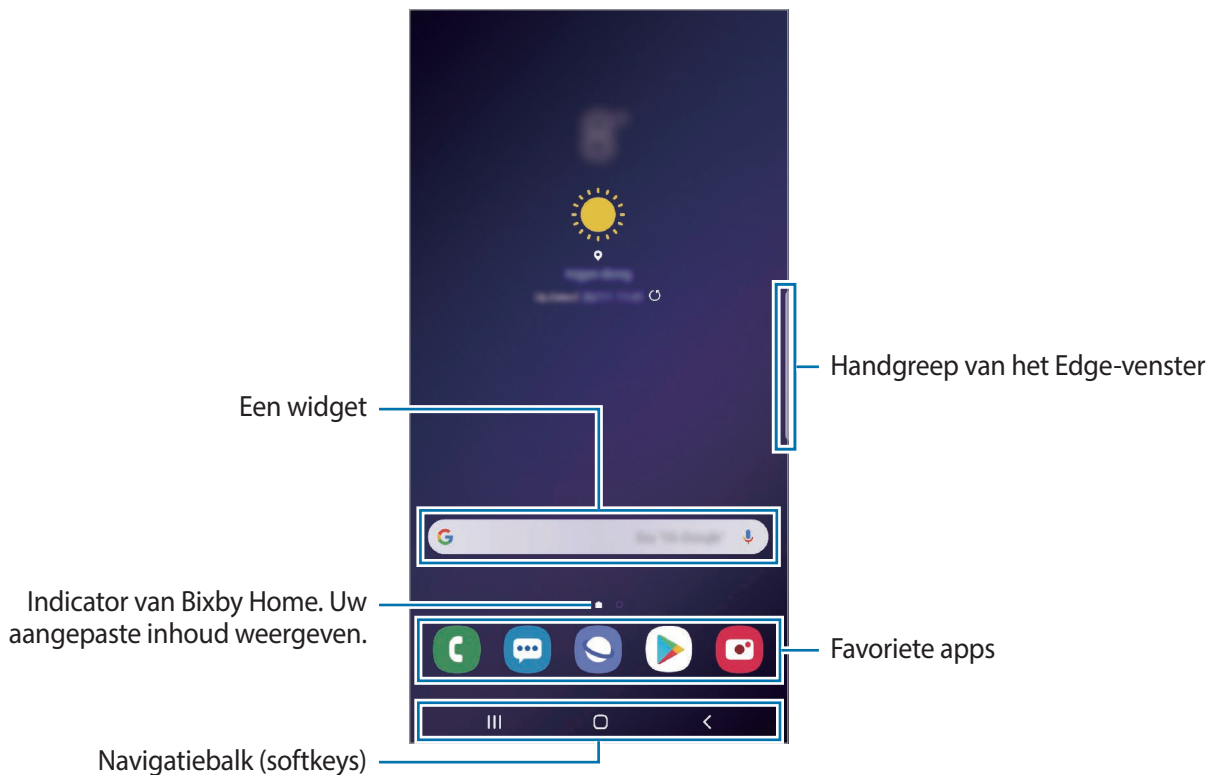 Een widget
Indicator van Bixby Home. Uw
aangepaste inhoud weergeven.
Navigatiebalk (softkeys)
Handgreep van het Edge-venster
Favoriete apps
G